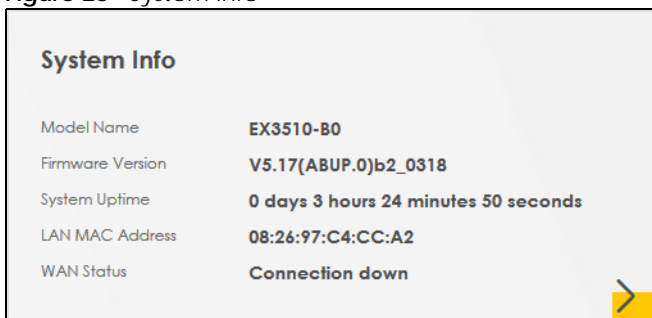 System Info
Model Name EX3510-B0
Firmware Version V5.17(ABUP.0)b2_0318
System Uptime 0 days 3 hours 24 minutes 50 seconds
LAN MAC Address 08:26:97:C4:CC:A2
WAN Status Connection down